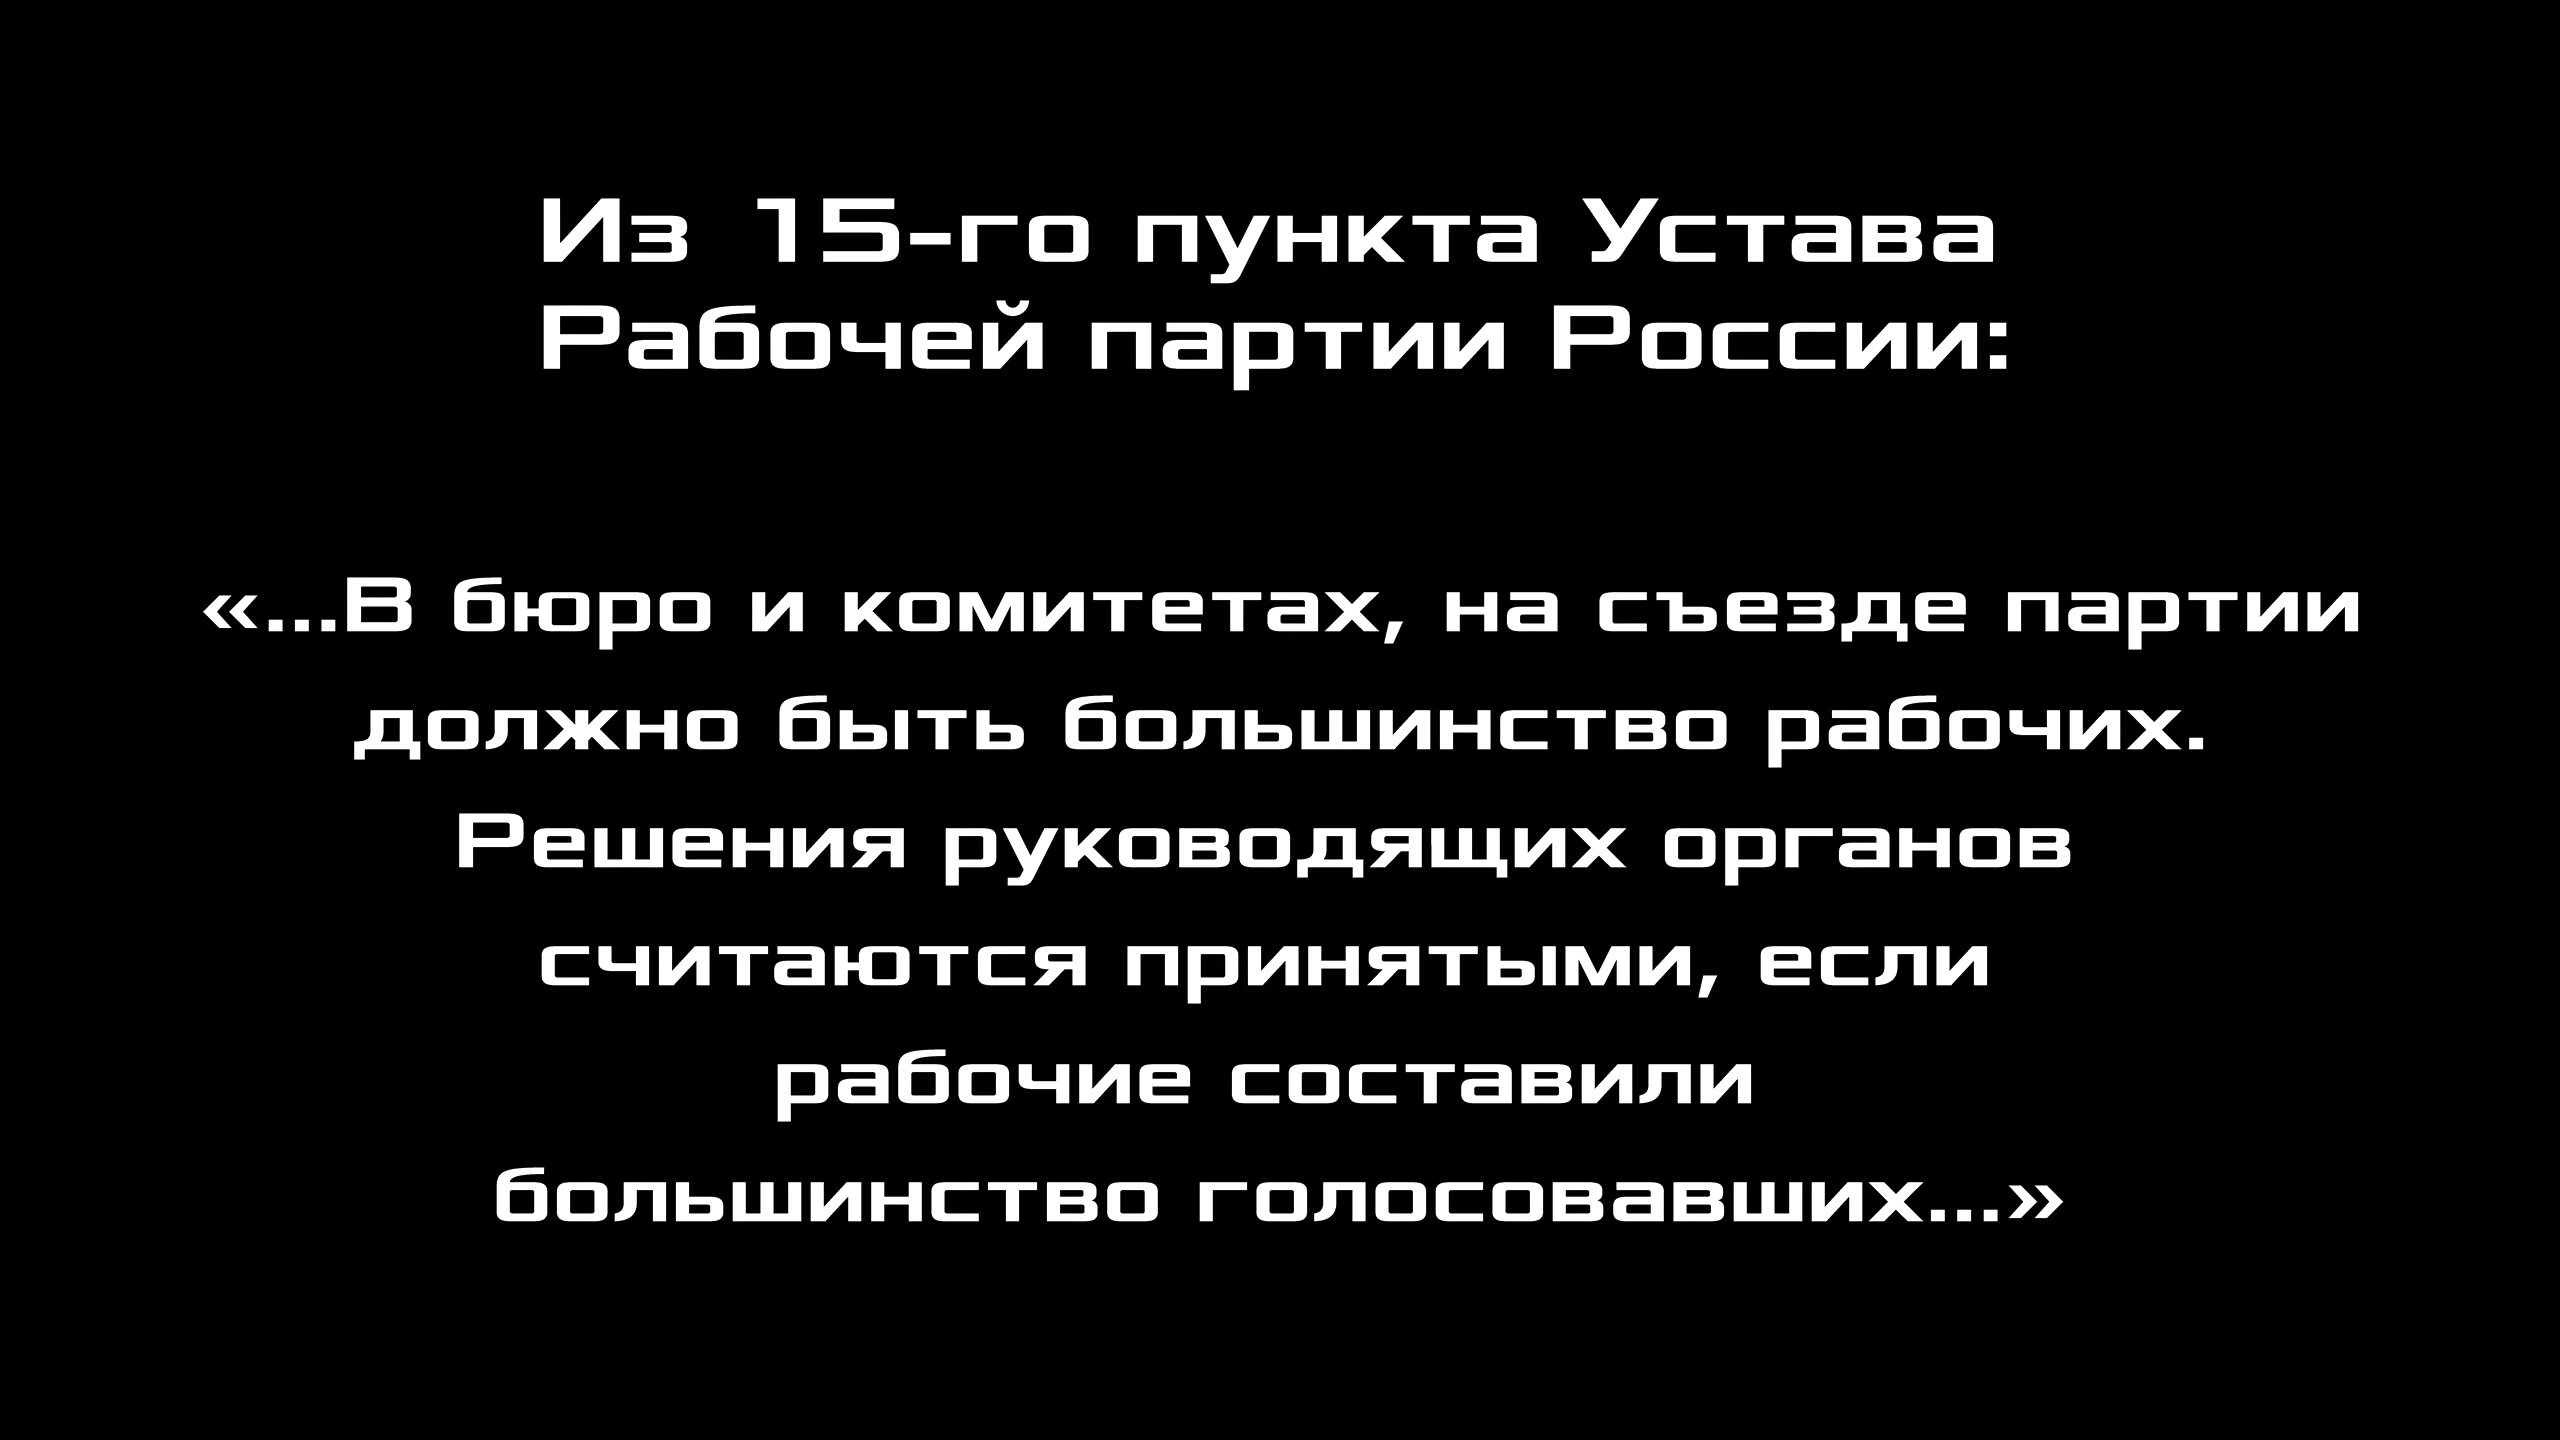 Из 15-го пункта Устава
Рабочей партии России:
«...В бюро и комитетах, на съезде партии
должно быть большинство рабочих.
Решения руководящих органов
считаются принятыми, если
рабочие составили
большинство голосовавших...»